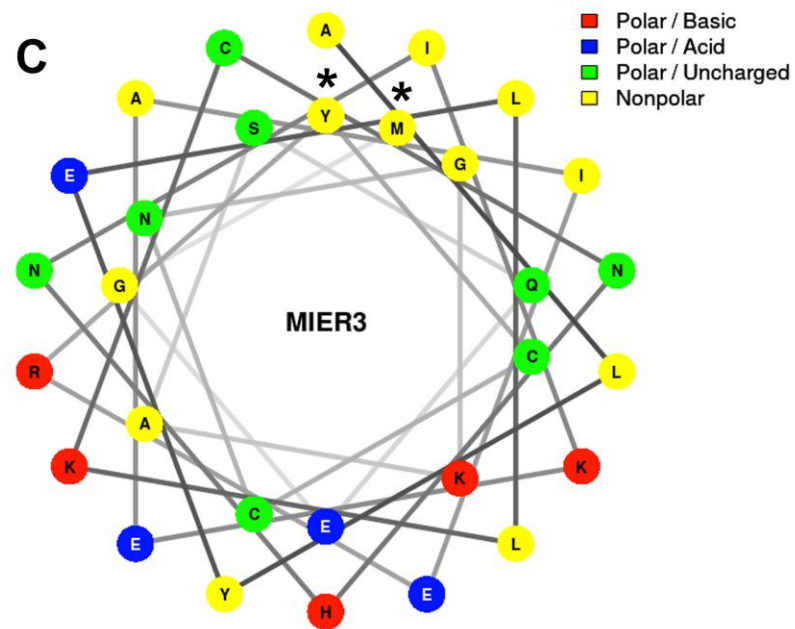 C
Polar / Basic
Polar / Acid
Polar / Uncharged
Nonpolar
A
C I
* *
A L
Y
S M
G
E I
N
N N
G Q
MIER3
C
R L
A
K K
K
C E
E L
Y E
H